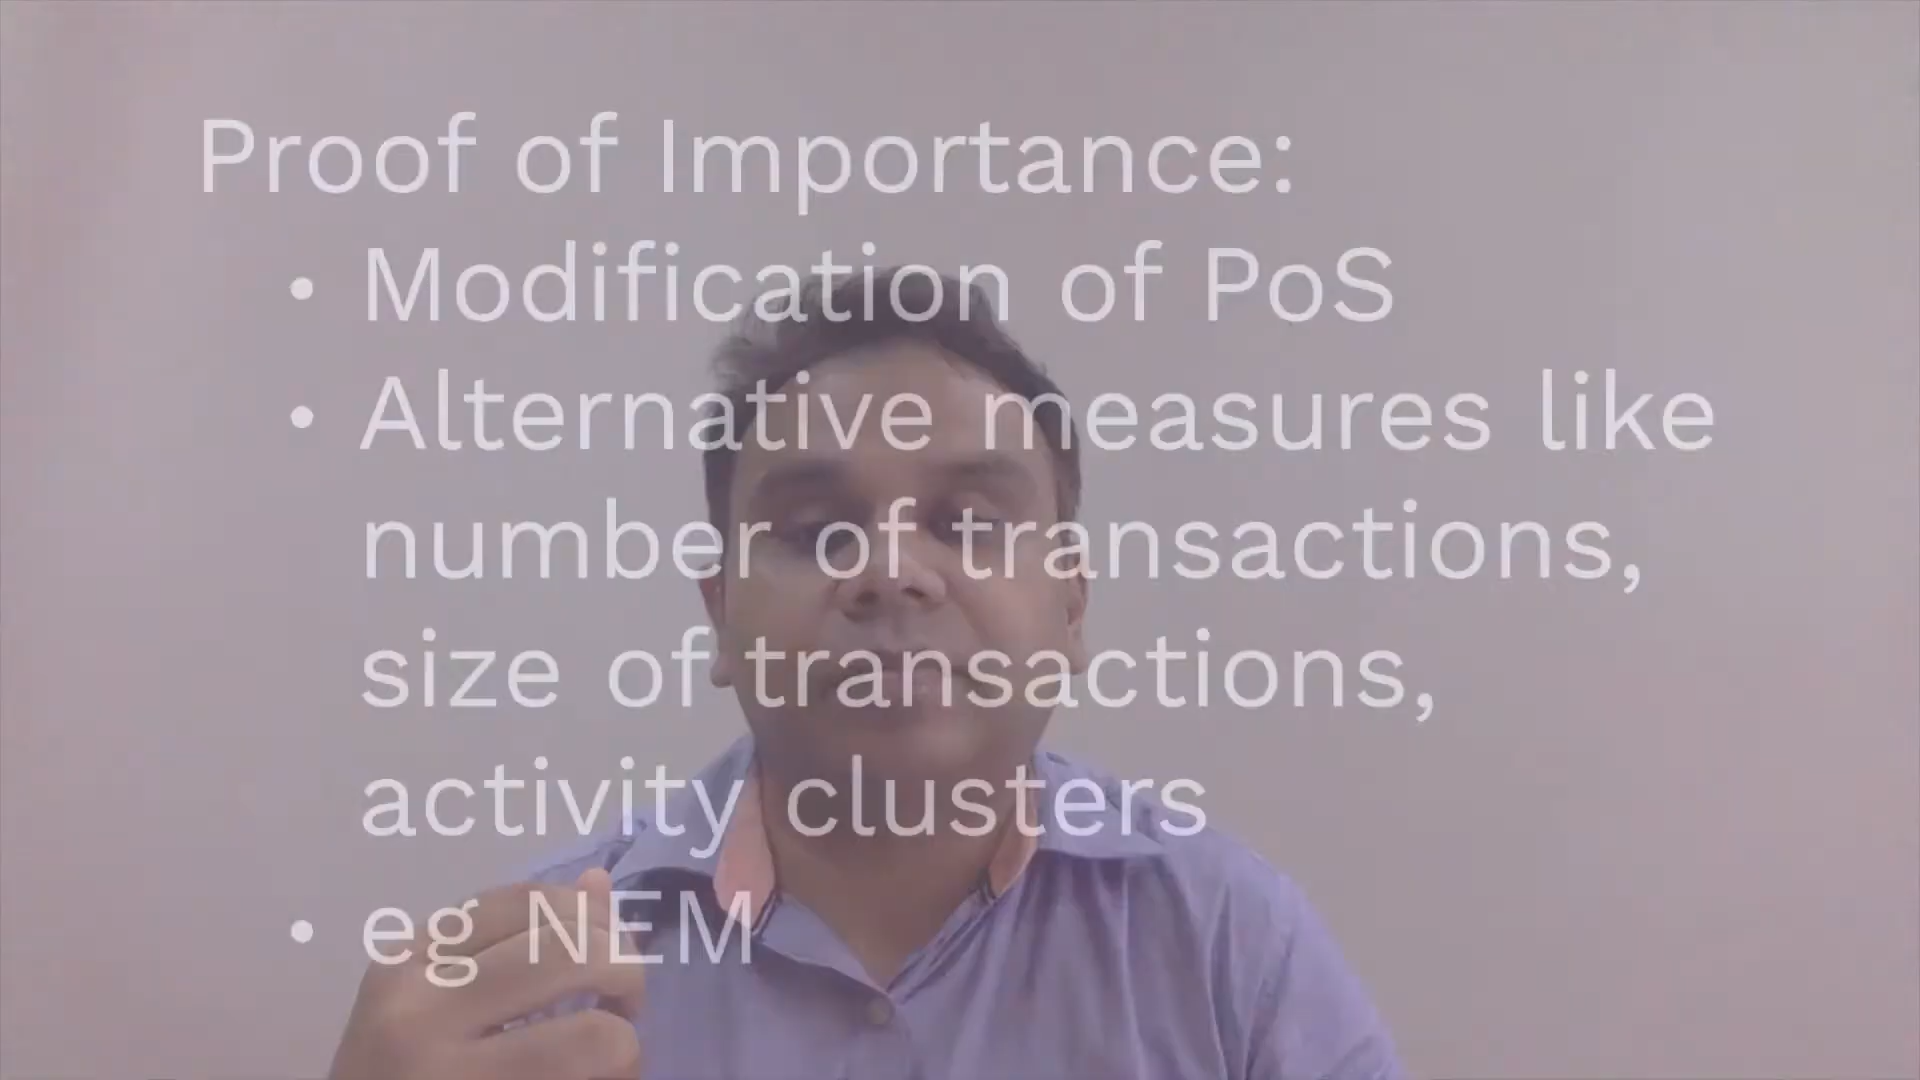 Proof of Importance:
• Modification of PoS
• Alternative measures like
number of transactions,
size of transactions,
activity clusters
• eg NEM